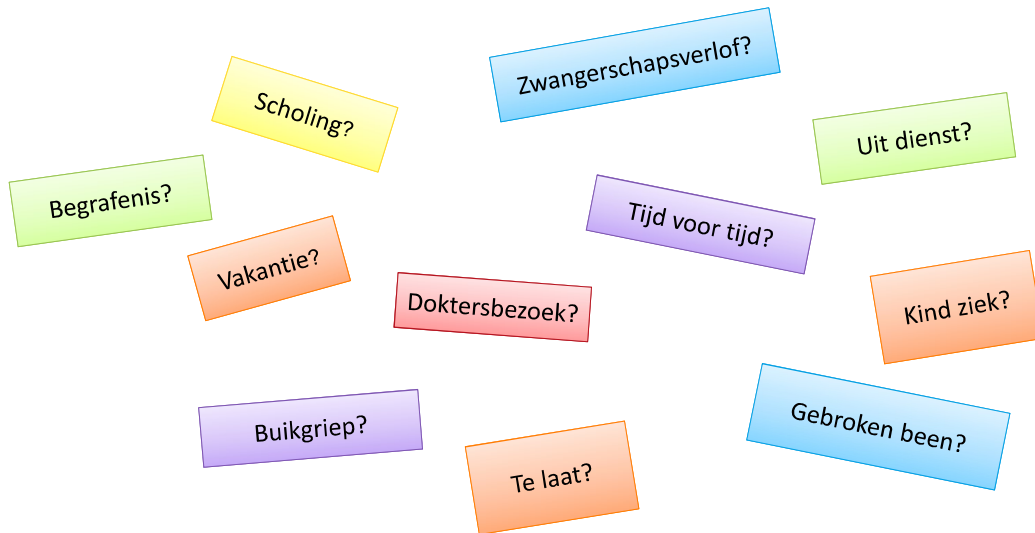 Zwangerschapsverlof?
Scholing?
Uit dienst?
Begrafenis?
Tijd voor tijd?
Vakantie?
Doktersbezoek?
Kind ziek?
Buikgriep?
Gebroken been?
Te laat?